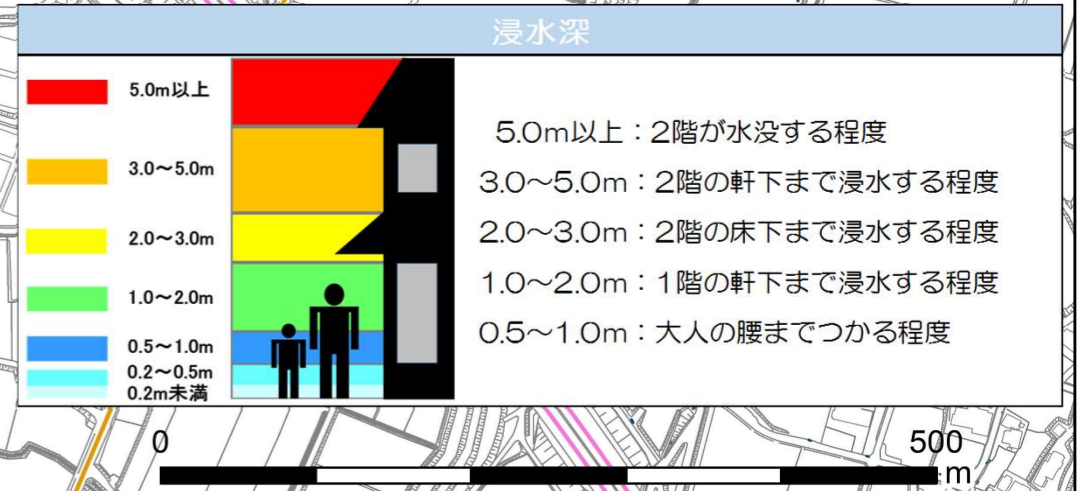 浸水深
5.0m以上
3.0～5.0m
2.0～3.0m
1.0～2.0m
0.5～1.0m
0.2～0.5m
0.2m未満
5.0m以上：2階が水没する程度
3.0～5.0m：2階の軒下まで浸水する程度
2.0～3.0m：2階の床下まで浸水する程度
1.0～2.0m：1階の軒下まで浸水する程度
0.5～1.0m：大人の腰までつかる程度
0 500
m